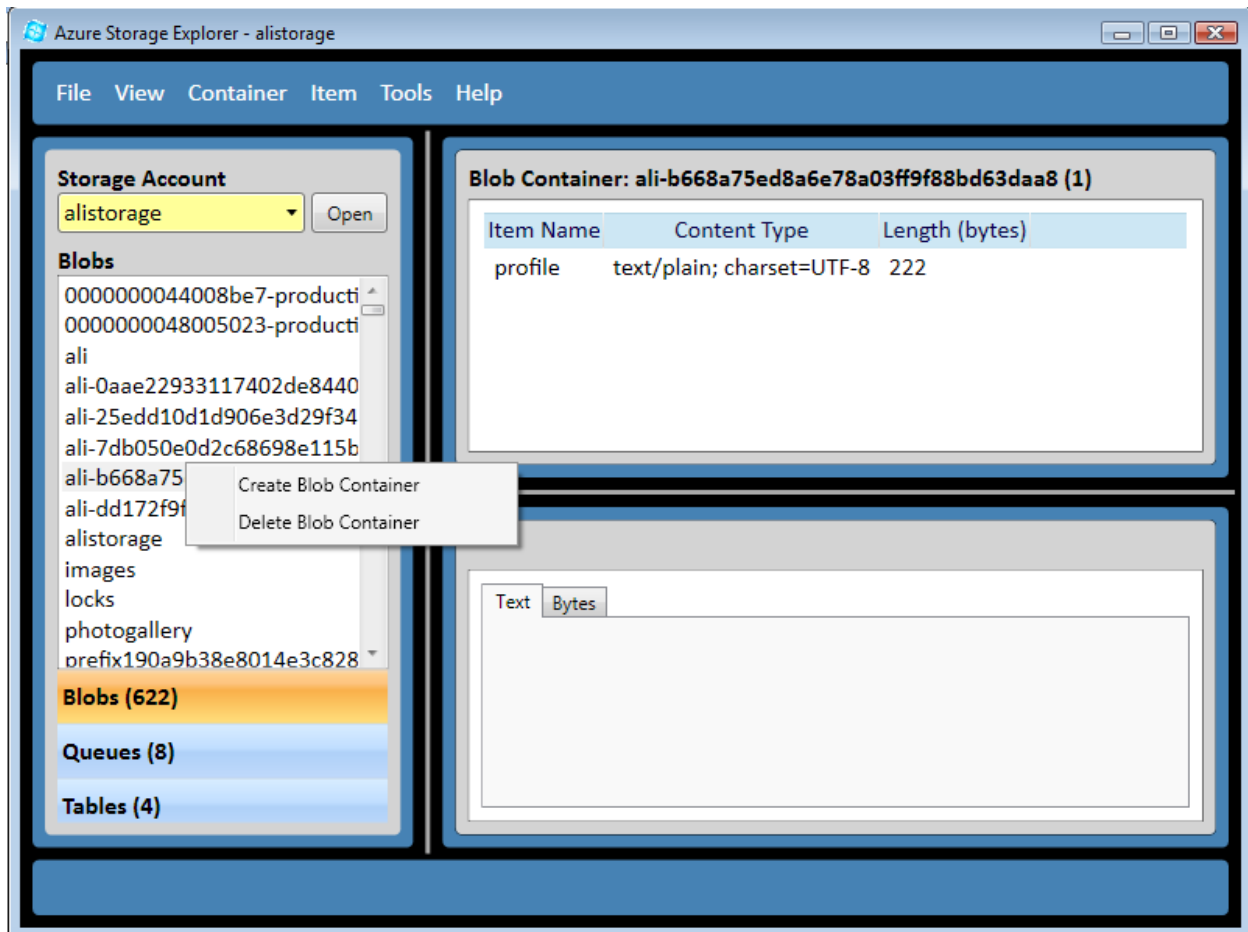 Azure Storage Explorer - alistorage
File View Container Item Tools Help
Storage Account
alistorage
Open
Blobs
0000000044008be7-producti
0000000048005023-producti
ali
ali-0aae22933117402de8440
ali-25edd10d1d906e3d29f34
ali-7db050e0d2c68698e115b
ali-b668a75
ali-dd172f9f
alistorage
images
locks
photogallery
prefix190a9b38e8014e3c828
Create Blob Container
Delete Blob Container
Blobs (622)
Queues (8)
Tables (4)
Blob Container: ali-b668a75ed8a6e78a03ff9f88bd63daa8 (1)
Item Name Content Type Length (bytes)
profile text/plain; charset=UTF-8 222
Text Bytes